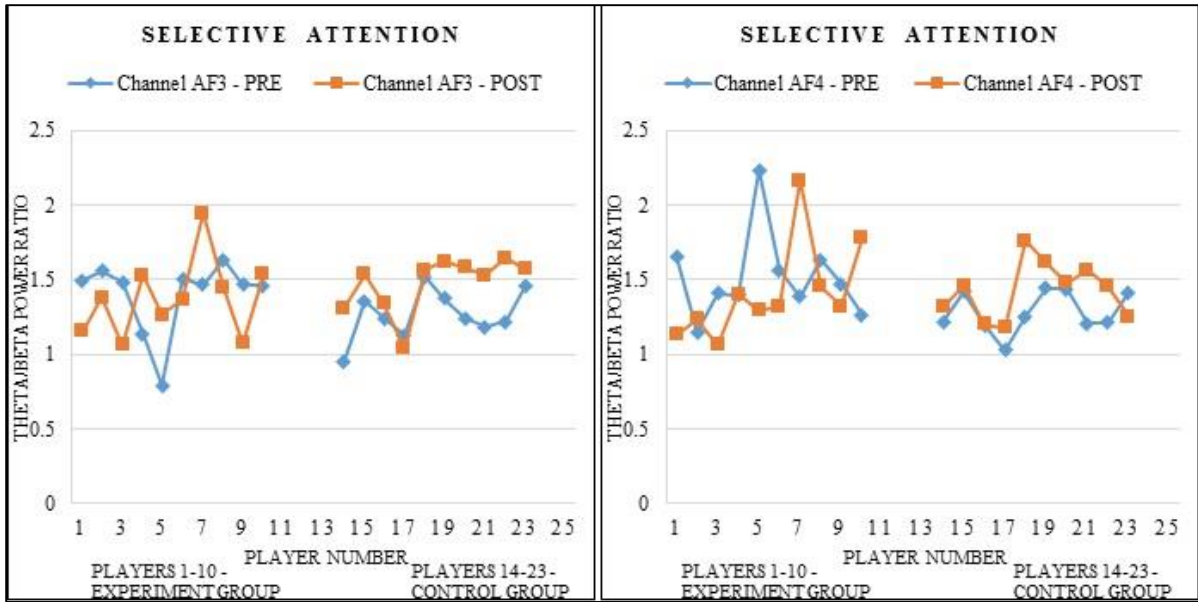 SELECTIVE ATTENTION
Channel AF3 - PRE
Channel AF3 - POST
THETA/BETA POWER RATIO
2.5
2
1.5
1
0.5
0
1 3 5 7 9 11 13 15 17 19 21 23 25
PLAYER NUMBER
PLAYERS 1-10 -
EXPERIMENT GROUP
PLAYERS 14-23 -
CONTROL GROUP
SELECTIVE ATTENTION
Channel AF4 - PRE
Channel AF4 - POST
THETA/BETA POWER RATIO
2.5
2
1.5
1
0.5
0
1 3 5 7 9 11 13 15 17 19 21 23 25
PLAYER NUMBER
PLAYERS 1-10 -
EXPERIMENT GROUP
PLAYERS 14-23 -
CONTROL GROUP